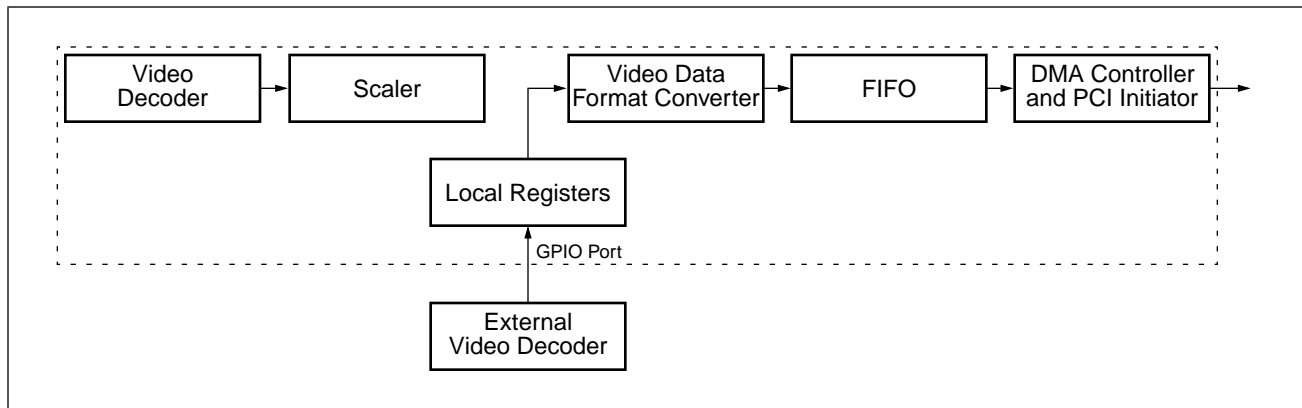 Video
Decoder
Scaler
Video Data
Format Converter
FIFO
DMA Controller
and PCI Initiator
Local Registers
GPIO Port
External
Video Decoder